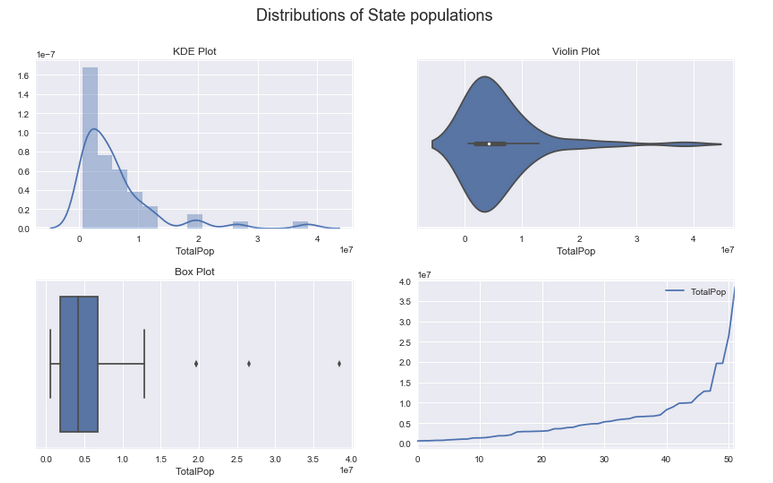 Distributions of State populations
KDE Plot
1e−7
1.6
1.4
1.2
1.0
0.8
0.6
0.4
0.2
0.0
0 1 2 3 4
TotalPop 1e7
Violin Plot
0 1 2 3 4
TotalPop 1e7
Box Plot
0.0 0.5 1.0 1.5 2.0 2.5 3.0 3.5 4.0
TotalPop 1e7
1e7
4.0
3.5
3.0
2.5
2.0
1.5
1.0
0.5
0.0
TotalPop
0 10 20 30 40 50